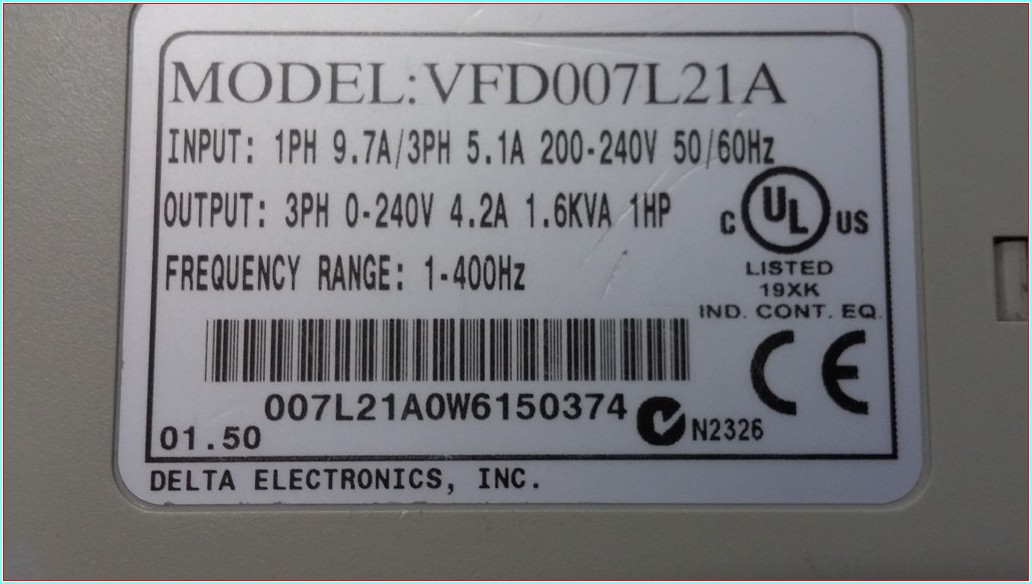 MODEL:VFD007L21A
INPUT: 1PH 9.7A/3PH 5.1A 200-240V 50/60Hz
OUTPUT: 3PH 0-240V 4.2A 1.6KVA 1HP
FREQUENCY RANGE: 1-400Hz
C UL US
LISTED
19XK
IND. CONT. EQ.
CE
007L21A0W6150374
N2326
01.50
DELTA ELECTRONICS, INC.